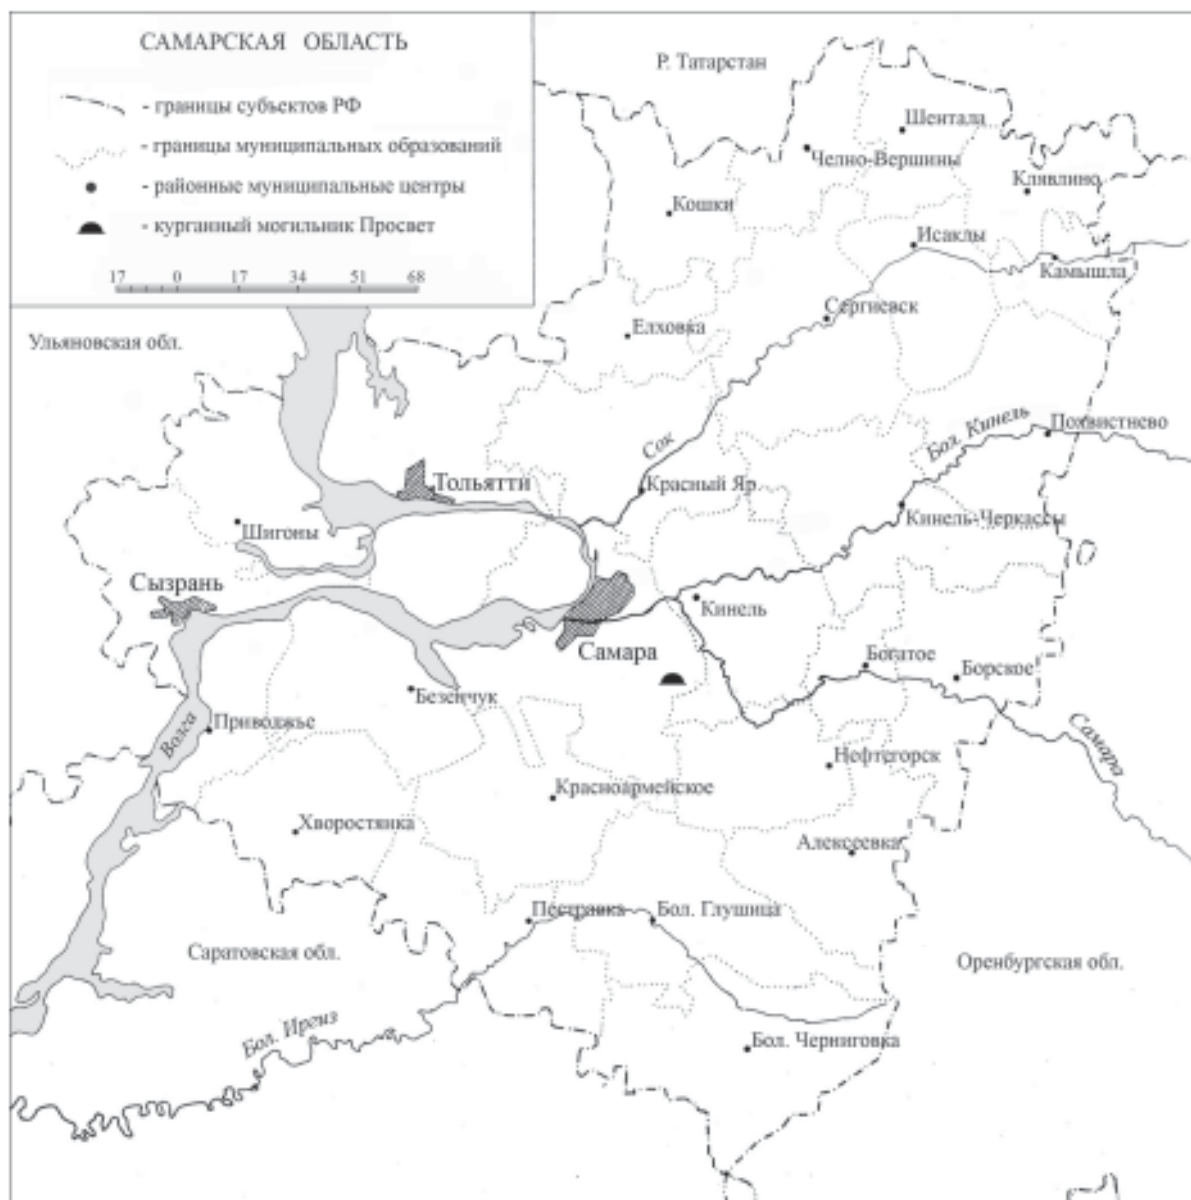 САМАРСКАЯ ОБЛАСТЬ
- границы субъектов РФ
- границы муниципальных образований
- районные муниципальные центры
- курганный могильник Просвет
17 0 17 34 51 68
Р. Татарстан
Шентала
Челно-Вершины
Клявлино
Кошки
Исаклы
Камышла
Сергиевск
Елховка
Ульяновская обл.
Бол. Кинель
Похвистнево
Сок
Тольятти
Красный Яр
Кинель-Черкассы
Шигоны
Сызрань
Кинель
Самара
Богатое
Борское
Безенчук
Волга
Приволжье
Самара
Нефтегорск
Красноармейское
Хворостянка
Алексеевка
Пестравка
Бол. Глушица
Саратовская обл.
Оренбургская обл.
Бол. Иргиз
Бол. Черниговка